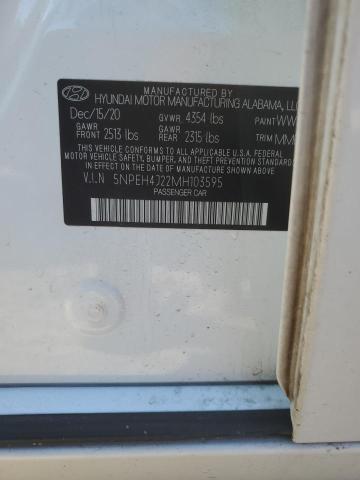 MANUFACTURED BY
HYUNDAI MOTOR MANUFACTURING ALABAMA, LLC
Dec/15/20 GVWR 4354 lbs PAINT WW
GAWR GAWR
FRONT 2513 lbs REAR 2315 lbs TRIM MM
THIS VEHICLE CONFORMS TO ALL APPLICABLE U.S.A FEDERAL
MOTOR VEHICLE SAFETY, BUMPER, AND THEFT PREVENTION STANDARDS
IN EFFECT ON THE DATE OF MANUFACTURE SHOWN ABOVE.
V.I.N 5NPEH4J22MH103595
PASSENGER CAR